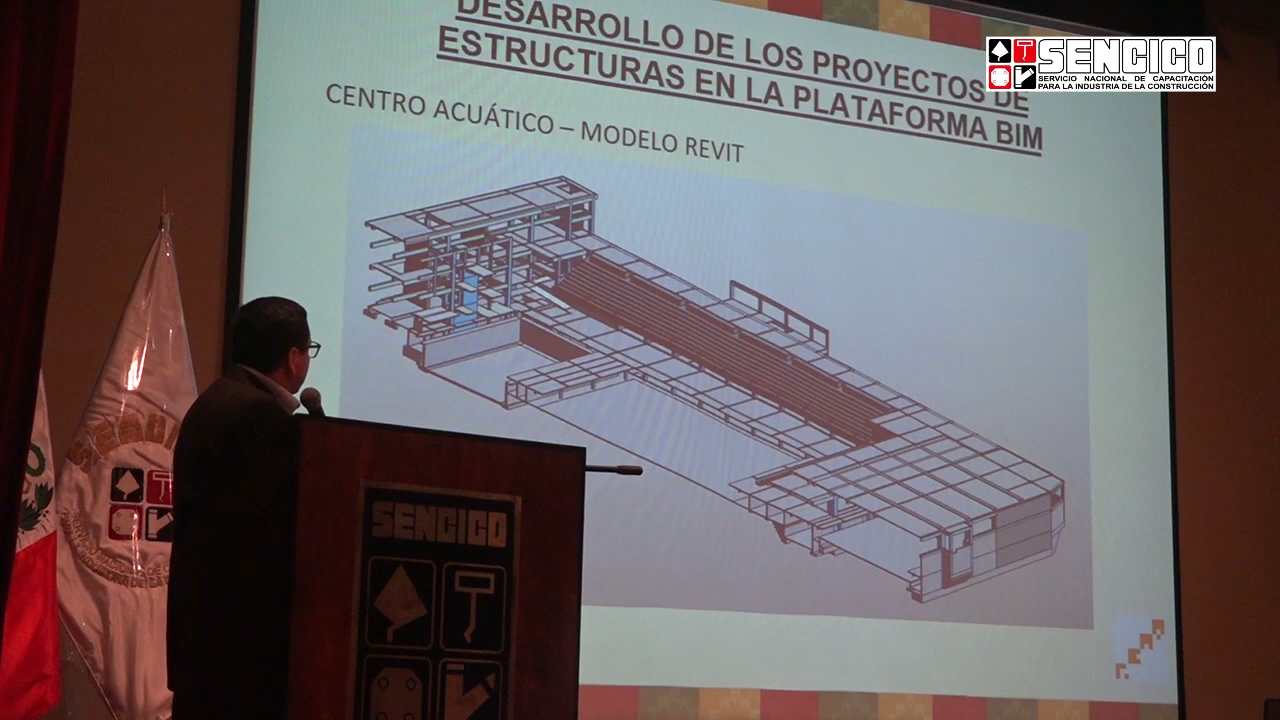 DESARROLLO DE LOS PROYECTOS DE
ESTRUCTURAS EN LA PLATAFORMA BIM
CENTRO ACUÁTICO – MODELO REVIT
SENCICO
SERVICIO NACIONAL DE CAPACITACIÓN
PARA LA INDUSTRIA DE LA CONSTRUCCIÓN
SENCICO